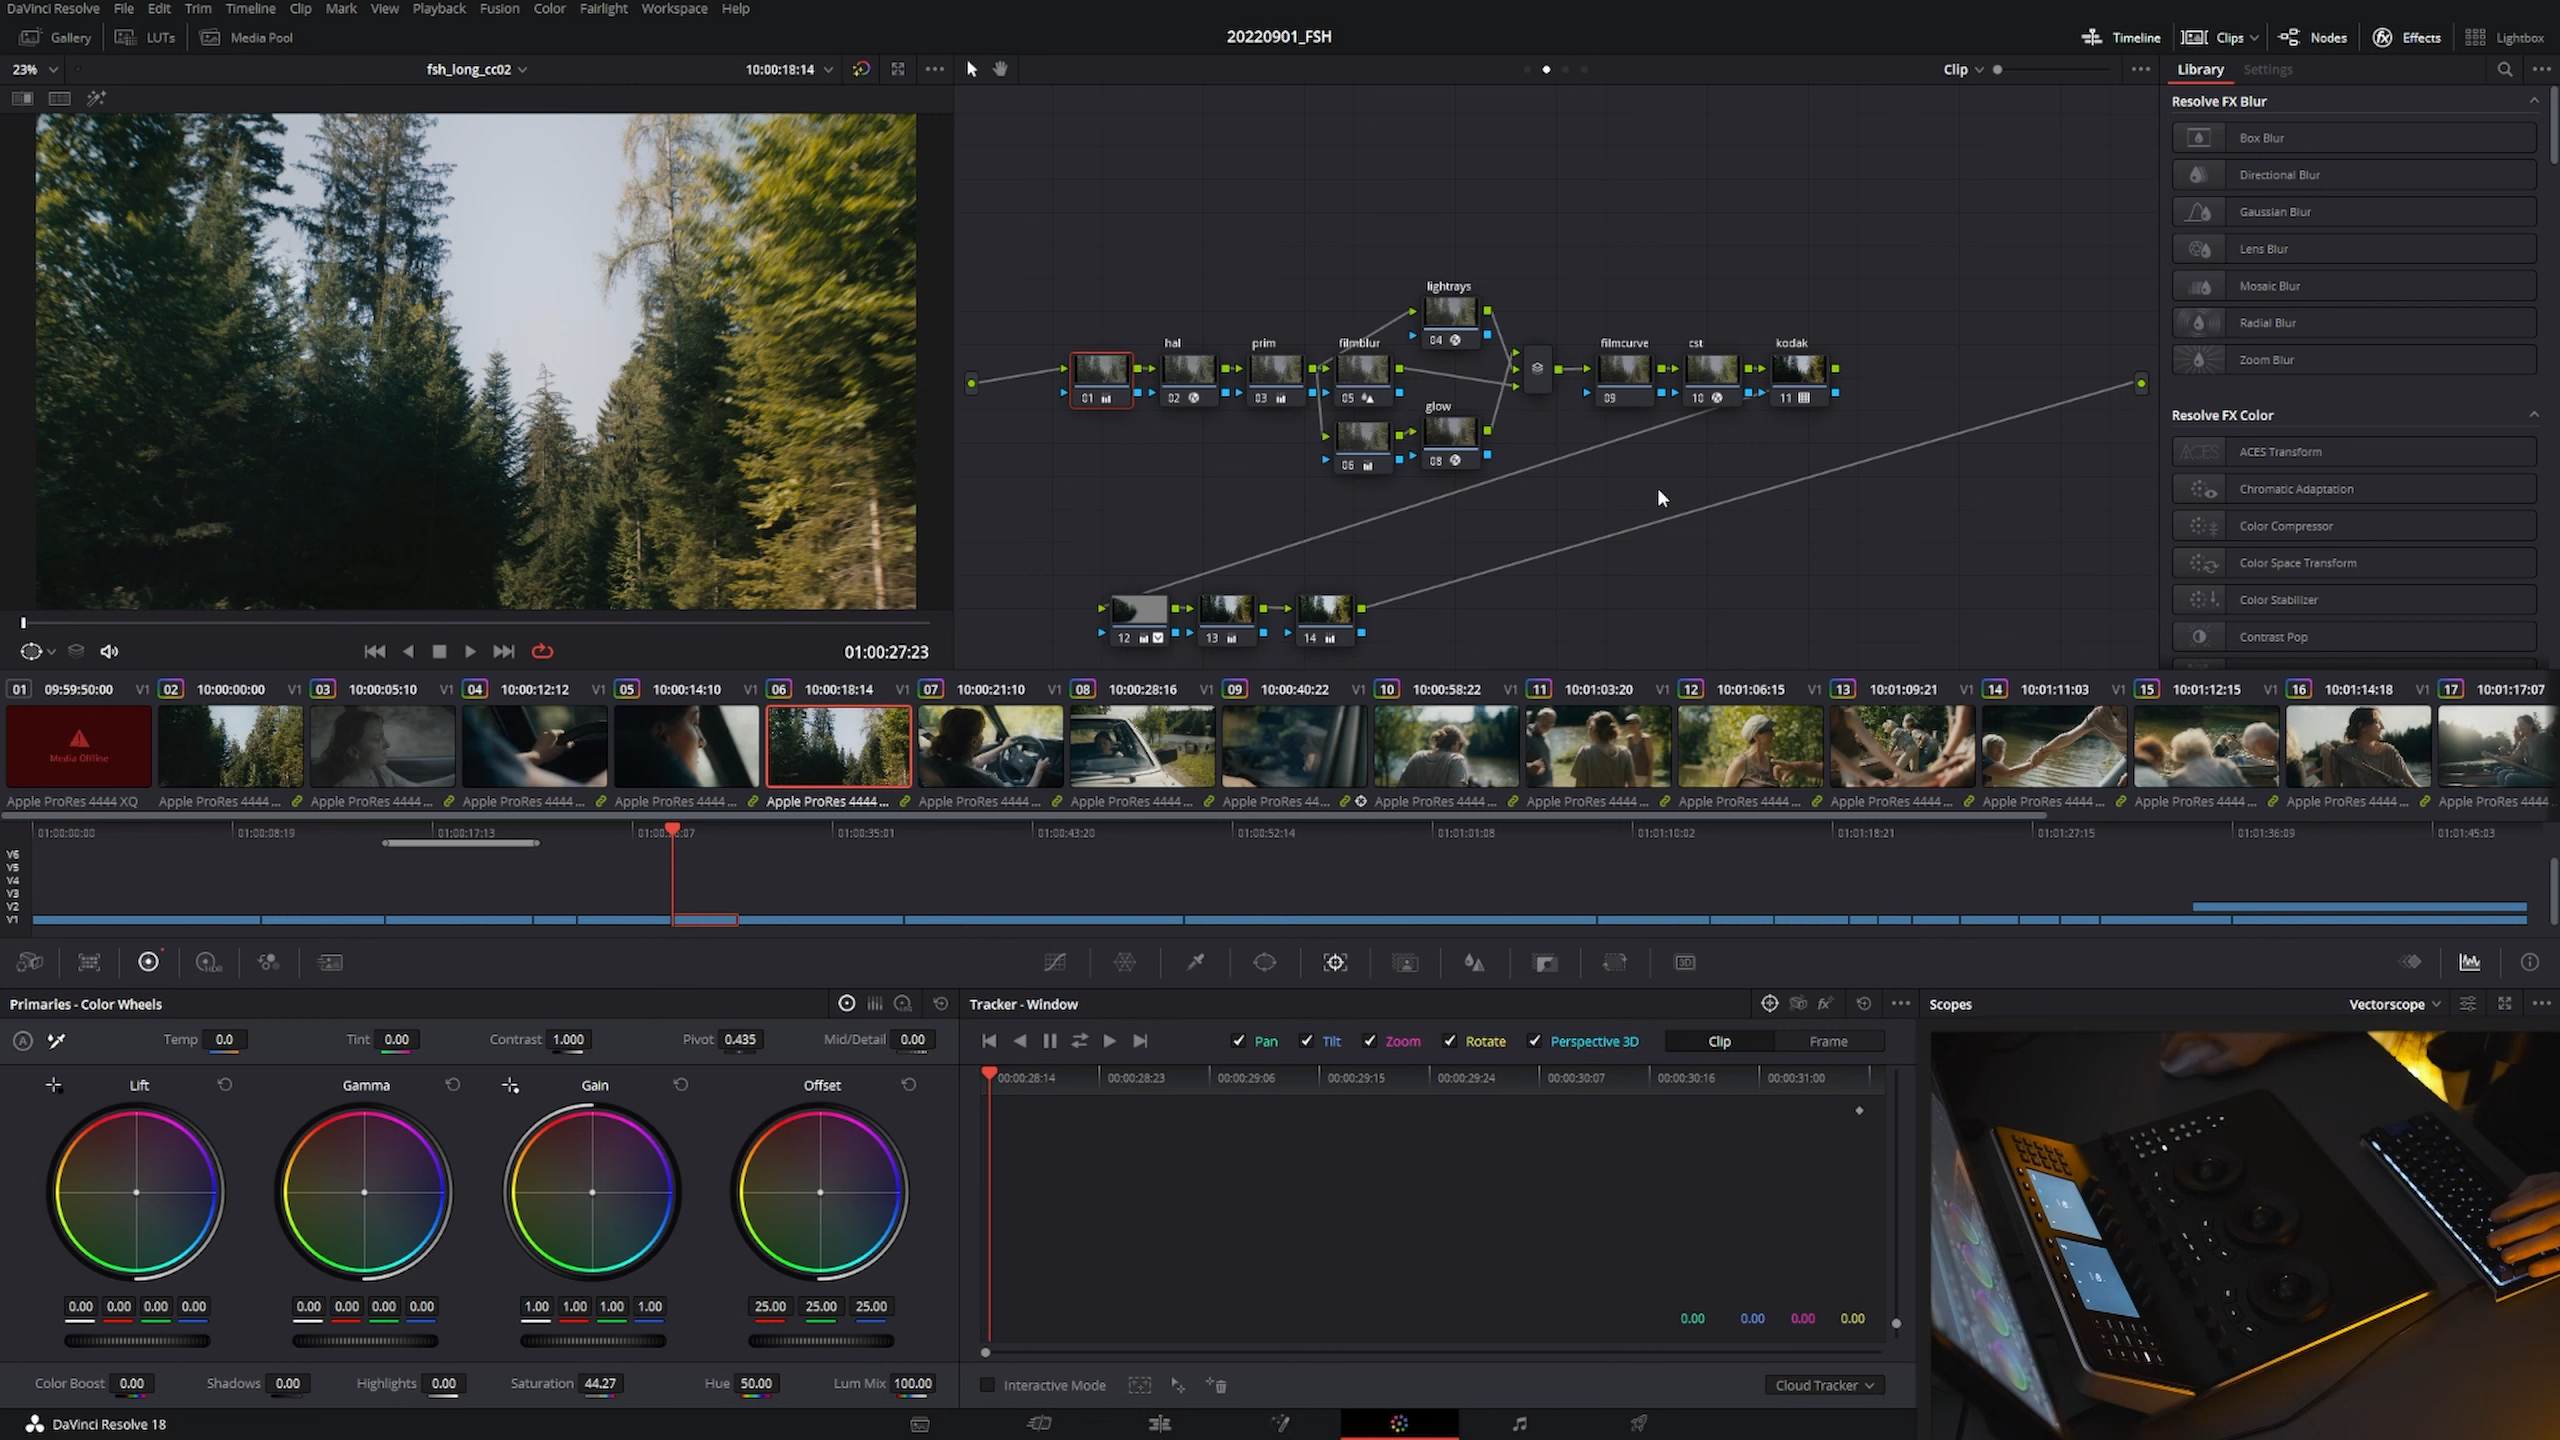 DaVinci Resolve File Edit Trim Timeline Clip Mark View Playback Fusion Color Fairlight Workspace Help
Gallery LUTs Media Pool 20220901_FSH Timeline Clips Nodes Effects Lightbox
23% fsh_long_cc02 10:00:18:14 Clip Library Settings
Resolve FX Blur
Box Blur
Directional Blur
Gaussian Blur
Lens Blur
Mosaic Blur
Radial Blur
Zoom Blur
Resolve FX Color
ACES Transform
Chromatic Adaptation
Color Compressor
Color Space Transform
Color Stabilizer
Contrast Pop
lightrays
04
hal prim filmblur filmcurve cst kodak
01 02 03 05 09 10 11
glow
06 08
12 13 14
01:00:27:23
01 09:59:50:00 V1 02 10:00:00:00 V1 03 10:00:05:10 V1 04 10:00:12:12 V1 05 10:00:14:10 V1 06 10:00:18:14 V1 07 10:00:21:10 V1 08 10:00:28:16 V1 09 10:00:40:22 V1 10 10:00:58:22 V1 11 10:01:03:20 V1 12 10:01:06:15 V1 13 10:01:09:21 V1 14 10:01:11:03 V1 15 10:01:12:15 V1 16 10:01:14:18 V1 17 10:01:17:07
Media Offline
Apple ProRes 4444 XQ Apple ProRes 4444 ... Apple ProRes 4444 ... Apple ProRes 4444 ... Apple ProRes 4444 ... Apple ProRes 4444 ... Apple ProRes 4444 ... Apple ProRes 4444 ... Apple ProRes 44... Apple ProRes 4444 ... Apple ProRes 4444 ... Apple ProRes 4444 ... Apple ProRes 4444 ... Apple ProRes 4444 ... Apple ProRes 4444 ... Apple ProRes 4444 ... Apple ProRes 4444 ...
01:00:00:00 01:00:08:19 01:00:17:13 01:00: :07 01:00:35:01 01:00:43:20 01:00:52:14 01:01:01:08 01:01:10:02 01:01:18:21 01:01:27:15 01:01:36:09 01:01:45:03
V6
V5
V4
V3
V2
V1
HDR 3D
Primaries - Color Wheels Tracker - Window Scopes Vectorscope
A Temp 0.0 Tint 0.00 Contrast 1.000 Pivot 0.435 Mid/Detail 0.00
Pan Tilt Zoom Rotate Perspective 3D Clip Frame
Lift Gamma Gain Offset
00:00:28:14 00:00:28:23 00:00:29:06 00:00:29:15 00:00:29:24 00:00:30:07 00:00:30:16 00:00:31:00
0.00 0.00 0.00 0.00 0.00 0.00 0.00 0.00 1.00 1.00 1.00 1.00 25.00 25.00 25.00
0.00 0.00 0.00 0.00
Color Boost 0.00 Shadows 0.00 Highlights 0.00 Saturation 44.27 Hue 50.00 Lum Mix 100.00
Interactive Mode Cloud Tracker
DaVinci Resolve 18